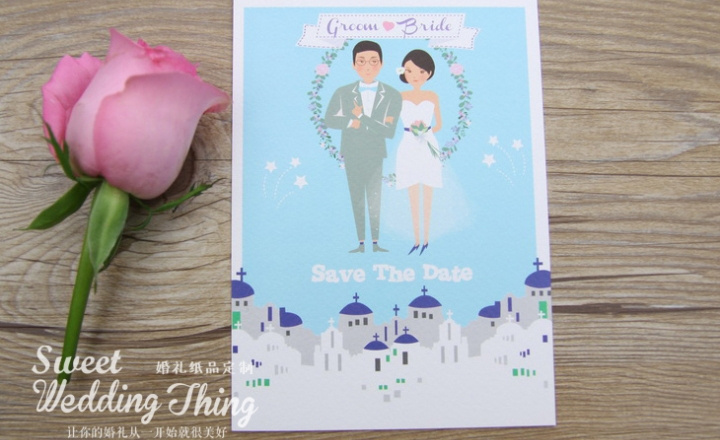 Groom Bride
Save The Date
Sweet 婚礼纸品定制
Wedding Thing
让你的婚礼从一开始就很美好